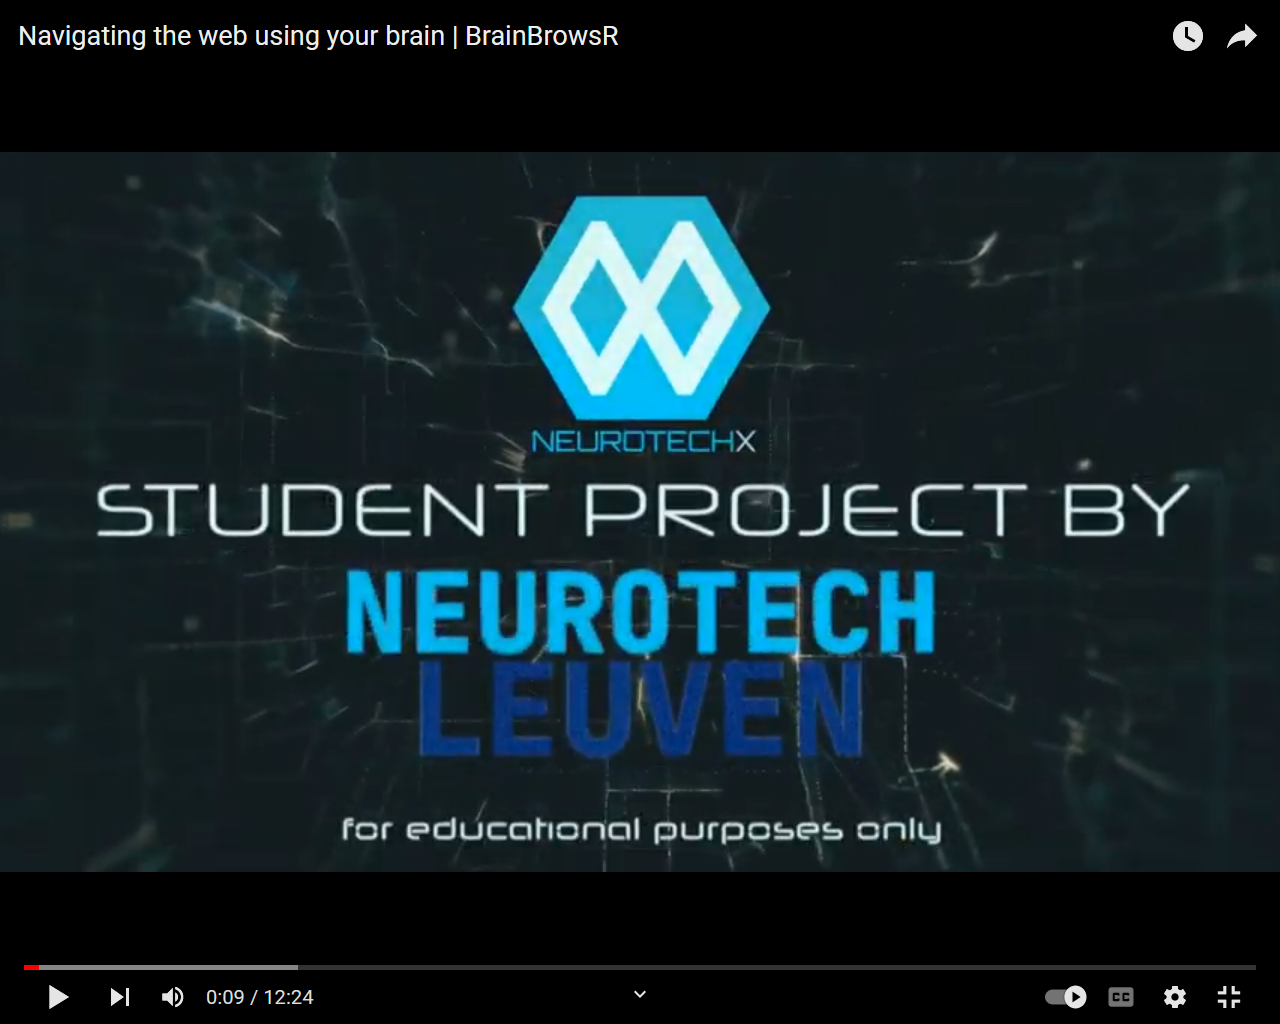 Navigating the web using your brain | BrainBrowsR
NEUROTECHX
STUDENT PROJECT BY
NEUROTECH
LEUVEN
for educational purposes only
0:09 / 12:24
CC